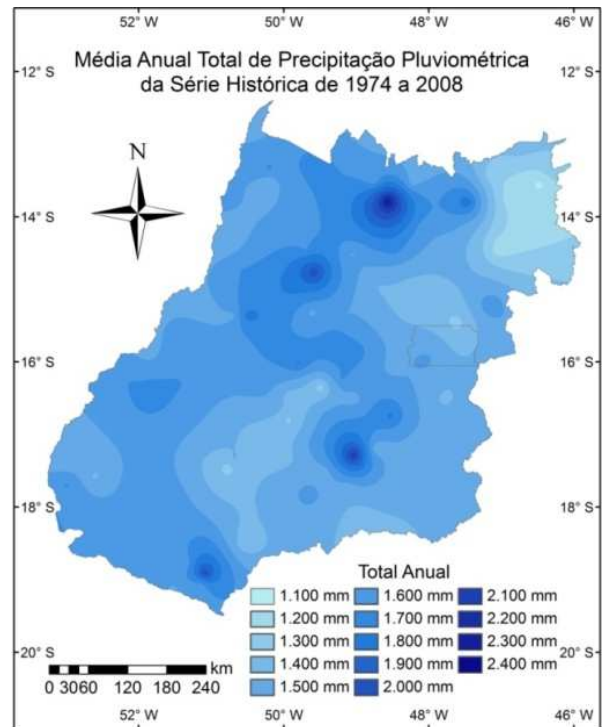 52° W 50° W 48° W 46° W
Média Anual Total de Precipitação Pluviométrica
da Série Histórica de 1974 a 2008
12° S 12° S
N
14° S 14° S
16° S 16° S
18° S 18° S
Total Anual
1.100 mm 1.600 mm 2.100 mm
1.200 mm 1.700 mm 2.200 mm
1.300 mm 1.800 mm 2.300 mm
1.400 mm 1.900 mm 2.400 mm
1.500 mm 2.000 mm
20° S 20° S
km
0 3060 120 180 240
52° W 50° W 48° W 46° W